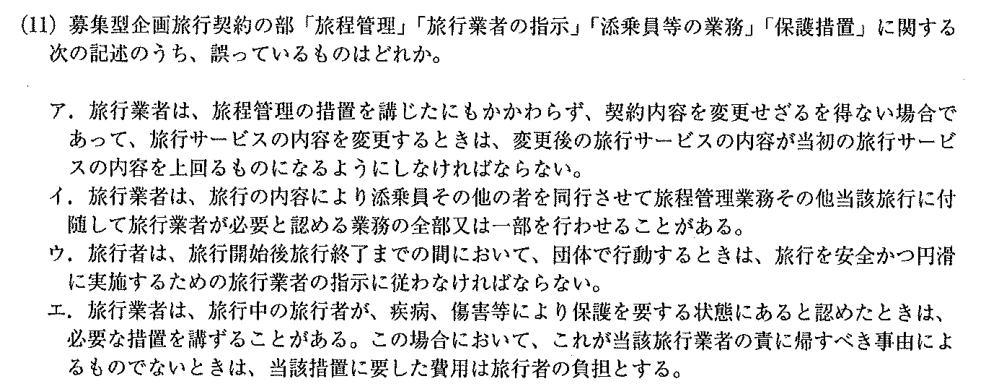 (11) 募集型企画旅行契約の部「旅程管理」「旅行業者の指示」「添乗員等の業務」「保護措置」に関する
次の記述のうち、誤っているものはどれか。
ア．旅行業者は、旅程管理の措置を講じたにもかかわらず、契約内容を変更せざるを得ない場合で
あって、旅行サービスの内容を変更するときは、変更後の旅行サービスの内容が当初の旅行サービ
スの内容を上回るものになるようにしなければならない。
イ．旅行業者は、旅行の内容により添乗員その他の者を同行させて旅程管理業務その他当該旅行に付
随して旅行業者が必要と認める業務の全部又は一部を行わせることがある。
ウ．旅行者は、旅行開始後旅行終了までの間において、団体で行動するときは、旅行を安全かつ円滑
に実施するための旅行業者の指示に従わなければならない。
エ．旅行業者は、旅行中の旅行者が、疾病、傷害等により保護を要する状態にあると認めたときは、
必要な措置を講ずることがある。この場合において、これが当該旅行業者の責に帰すべき事由によ
るものでないときは、当該措置に要した費用は旅行者の負担とする。